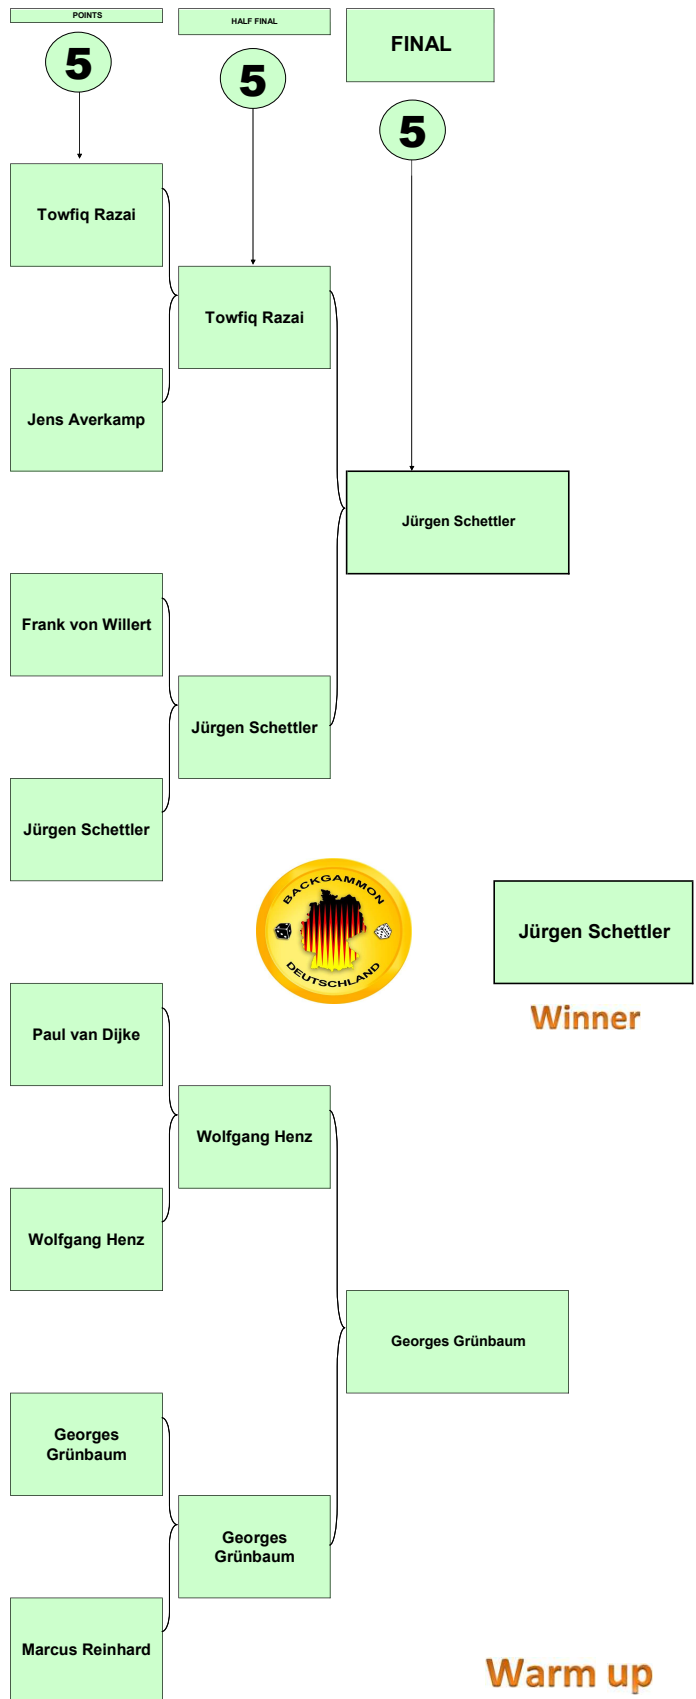 POINTS
HALF FINAL
FINAL
5
5
5
Towfiq Razai
Towfiq Razai
Jens Averkamp
Jürgen Schettler
Frank von Willert
Jürgen Schettler
Jürgen Schettler
BACKGAMMON
DEUTSCHLAND
Jürgen Schettler
Winner
Paul van Dijke
Wolfgang Henz
Wolfgang Henz
Georges Grünbaum
Georges
Grünbaum
Georges
Grünbaum
Marcus Reinhard
Warm up